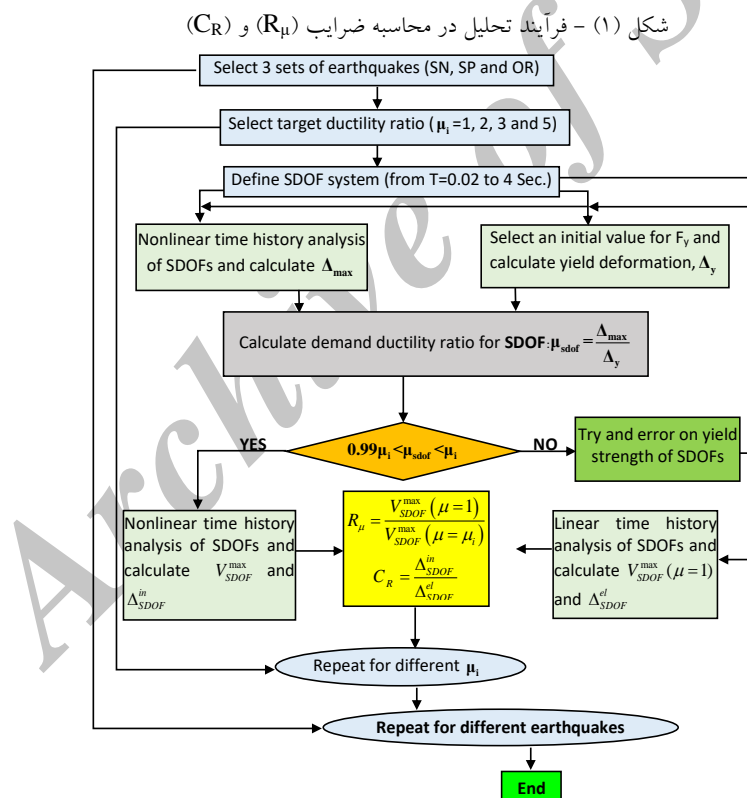 شکل (۱) - فرآیند تحلیل در محاسبه ضرایب (Rμ) و (CR)
Select 3 sets of earthquakes (SN, SP and OR)
Select target ductility ratio ( μi =1, 2, 3 and 5)
Define SDOF system (from T=0.02 to 4 Sec.)
Nonlinear time history analysis
of SDOFs and calculate Δmax
Select an initial value for Fy and
calculate yield deformation, Δy
Calculate demand ductility ratio for SDOF:μsdof = Δmax / Δy
YES
0.99μi<μsdof<μi
NO
Try and error on yield
strength of SDOFs
Nonlinear time history
analysis of SDOFs and
calculate V^max_SDOF and
Δ^in_SDOF
Rμ = V^max_SDOF (μ = 1) / V^max_SDOF (μ = μi)
CR = Δ^in_SDOF / Δ^el_SDOF
Linear time history
analysis of SDOFs and
calculate V^max_SDOF (μ = 1)
and Δ^el_SDOF
Repeat for different μi
Repeat for different earthquakes
End
Archive of S